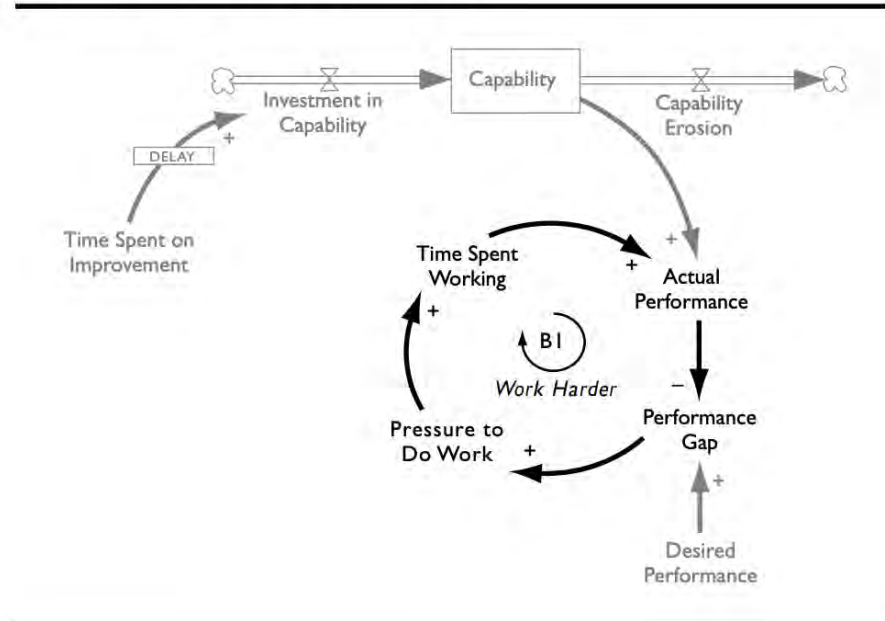 Capability
Investment in
Capability
Capability
Erosion
+
DELAY
Time Spent on
Improvement
+
Time Spent
Working
+
Actual
Performance
+
B1
Work Harder
–
Performance
Gap
Pressure to
Do Work
+
+
Desired
Performance